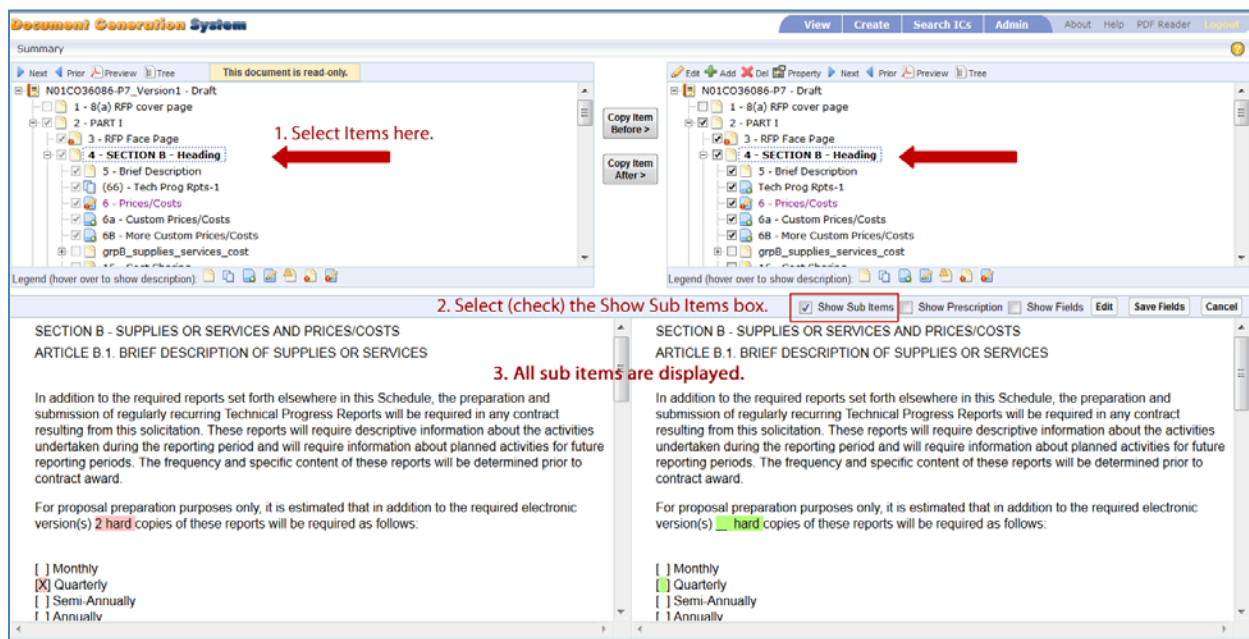 Document Generation System
View Create Search ICs Admin About Help PDF Reader Logout
Summary
Next Prior Preview Tree This document is read-only.
N01CO36086-P7_Version1 - Draft
1 - 8(a) RFP cover page
2 - PART I
3 - RFP Face Page
4 - SECTION B - Heading
5 - Brief Description
(66) - Tech Prog Rpts-1
6 - Prices/Costs
6a - Custom Prices/Costs
6B - More Custom Prices/Costs
grpB_supplies_services_cost
15 - Cost Sharing
Legend (hover over to show description):
1. Select Items here.
Copy Item
Before >
Copy Item
After >
Edit Add Del Property Next Prior Preview Tree
N01CO36086-P7 - Draft
1 - 8(a) RFP cover page
2 - PART I
3 - RFP Face Page
4 - SECTION B - Heading
5 - Brief Description
Tech Prog Rpts-1
6 - Prices/Costs
6a - Custom Prices/Costs
6B - More Custom Prices/Costs
grpB_supplies_services_cost
15 - Cost Sharing
Legend (hover over to show description):
2. Select (check) the Show Sub Items box. Show Sub Items Show Prescription Show Fields Edit Save Fields Cancel
SECTION B - SUPPLIES OR SERVICES AND PRICES/COSTS
ARTICLE B.1. BRIEF DESCRIPTION OF SUPPLIES OR SERVICES
3. All sub items are displayed.
In addition to the required reports set forth elsewhere in this Schedule, the preparation and
submission of regularly recurring Technical Progress Reports will be required in any contract
resulting from this solicitation. These reports will require descriptive information about the activities
undertaken during the reporting period and will require information about planned activities for future
reporting periods. The frequency and specific content of these reports will be determined prior to
contract award.
For proposal preparation purposes only, it is estimated that in addition to the required electronic
version(s) 2 hard copies of these reports will be required as follows:
[ ] Monthly
[X] Quarterly
[ ] Semi-Annually
[ ] Annually
SECTION B - SUPPLIES OR SERVICES AND PRICES/COSTS
ARTICLE B.1. BRIEF DESCRIPTION OF SUPPLIES OR SERVICES
In addition to the required reports set forth elsewhere in this Schedule, the preparation and
submission of regularly recurring Technical Progress Reports will be required in any contract
resulting from this solicitation. These reports will require descriptive information about the activities
undertaken during the reporting period and will require information about planned activities for future
reporting periods. The frequency and specific content of these reports will be determined prior to
contract award.
For proposal preparation purposes only, it is estimated that in addition to the required electronic
version(s) __ hard copies of these reports will be required as follows:
[ ] Monthly
[ ] Quarterly
[ ] Semi-Annually
[ ] Annually